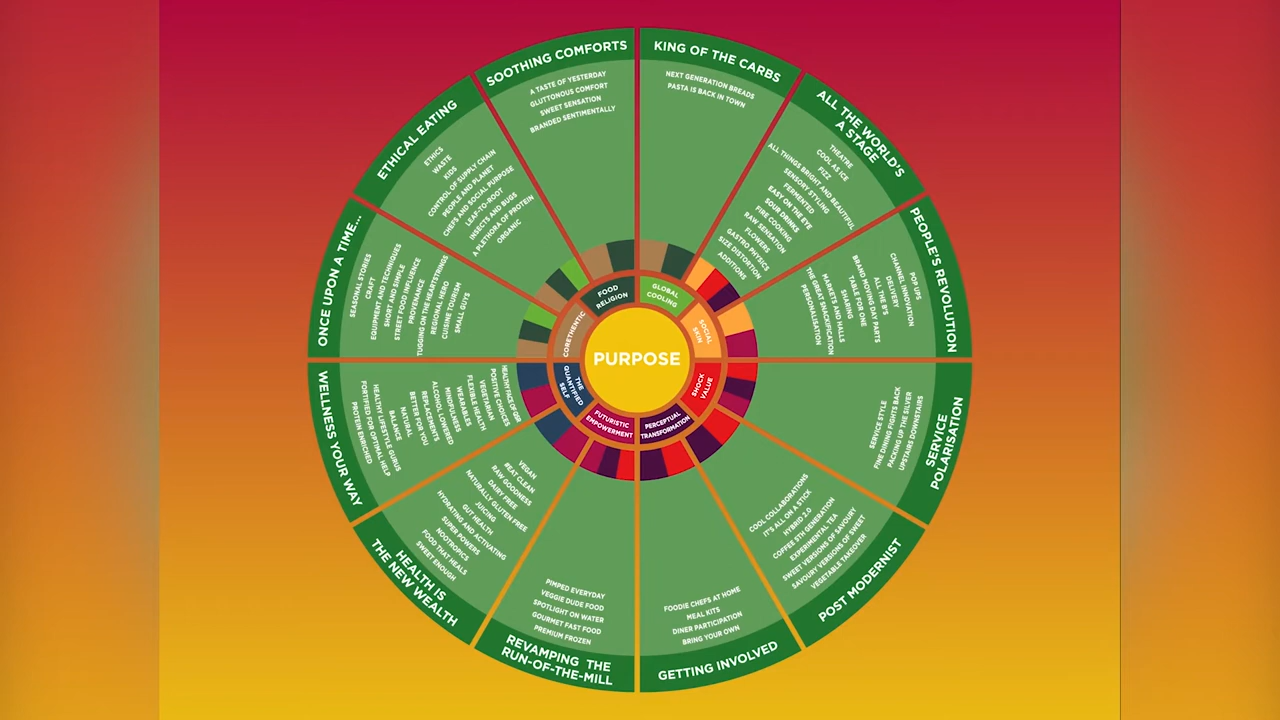 SOOTHING COMFORTS
A TASTE OF YESTERDAY
GLUTTONOUS COMFORT
SWEET SENSATION
BRANDED SENTIMENTALLY
KING OF THE CARBS
NEXT GENERATION BREADS
PASTA IS BACK IN TOWN
ALL THE WORLD'S
A STAGE
THEATRE
COOL AS ICE
FIZZ
ALL THINGS BRIGHT AND BEAUTIFUL
SENSORY STYLING
FERMENTED
EASY ON THE EYE
SOUR DRINKS
FINE COOKING
RAW SENSATION
FLOWERS
GASTRO PHYSICS
SIZE DISTORTION
ADDITIONS
PEOPLE'S REVOLUTION
POP UPS
CHANNEL INNOVATION
DELIVERY
ALL THE B'S
BRAND MOVING DAY PARTS
TABLE FOR ONE
SHARING
MARKETS AND HALLS
THE GREAT SNACKIFICATION
PERSONALISATION
SERVICE
POLARISATION
SERVICE STYLE
FINE DINING FIGHTS BACK
PACKING UP THE SILVER
UPSTAIRS DOWNSTAIRS
POST MODERNIST
COOL COLLABORATIONS
IT'S ALL ON A STICK
HYBRID 2.0
COFFEE 5TH GENERATION
EXPERIMENTAL TEA
SWEET VERSIONS OF SAVOURY
SAVOURY VERSIONS OF SWEET
VEGETABLE TAKEOVER
GETTING INVOLVED
FOODIE CHEFS AT HOME
MEAL KITS
DINER PARTICIPATION
BRING YOUR OWN
REVAMPING THE
RUN-OF-THE-MILL
PIMPED EVERYDAY
VEGGIE DUDE FOOD
SPOTLIGHT ON WATER
GOURMET FAST FOOD
PREMIUM FROZEN
HEALTH IS
THE NEW WEALTH
VEGAN
#EAT CLEAN
RAW GOODNESS
DAIRY FREE
NATURALLY GLUTEN FREE
JUICING
GUT HEALTH
HYDRATING AND ACTIVATING
SUPER POWERS
NOOTROPICS
FOOD THAT HEALS
SWEET ENOUGH
WELLNESS YOUR WAY
HEALTHY FACE OF QSR
POSITIVE CHOICES
VEGETARIAN
FLEXIBLE HEALTH
WEARABLES
MINDFULNESS
ALCOHOL LOWERED
REPLACEMENTS
BETTER FOR YOU
NATURAL
BALANCE
HEALTHY LIFESTYLE GURUS
FORTIFIED FOR OPTIMAL HELP
PROTEIN ENRICHED
ONCE UPON A TIME...
SEASONAL STORIES
CRAFT
EQUIPMENT AND TECHNIQUES
SHORT AND SIMPLE
STREET FOOD INFLUENCE
PROVENANCE
TUGGING ON THE HEARTSTRINGS
REGIONAL HERO
CUISINE TOURISM
SMALL GUYS
ETHICAL EATING
ETHICS
WASTE
KIDS
CONTROL OF SUPPLY CHAIN
PEOPLE AND PLANET
CHEFS AND SOCIAL PURPOSE
LEAF-TO-ROOT
INSECTS AND BUGS
A PLETHORA OF PROTEIN
ORGANIC
FOOD
RELIGION
GLOBAL
COOLING
SOCIAL
SKIN
SHOCK
VALUE
PERCEPTUAL
TRANSFORMATION
FUTURISTIC
EMPOWERMENT
THE
QUANTIFIED
SELF
CORETHENTIC
PURPOSE